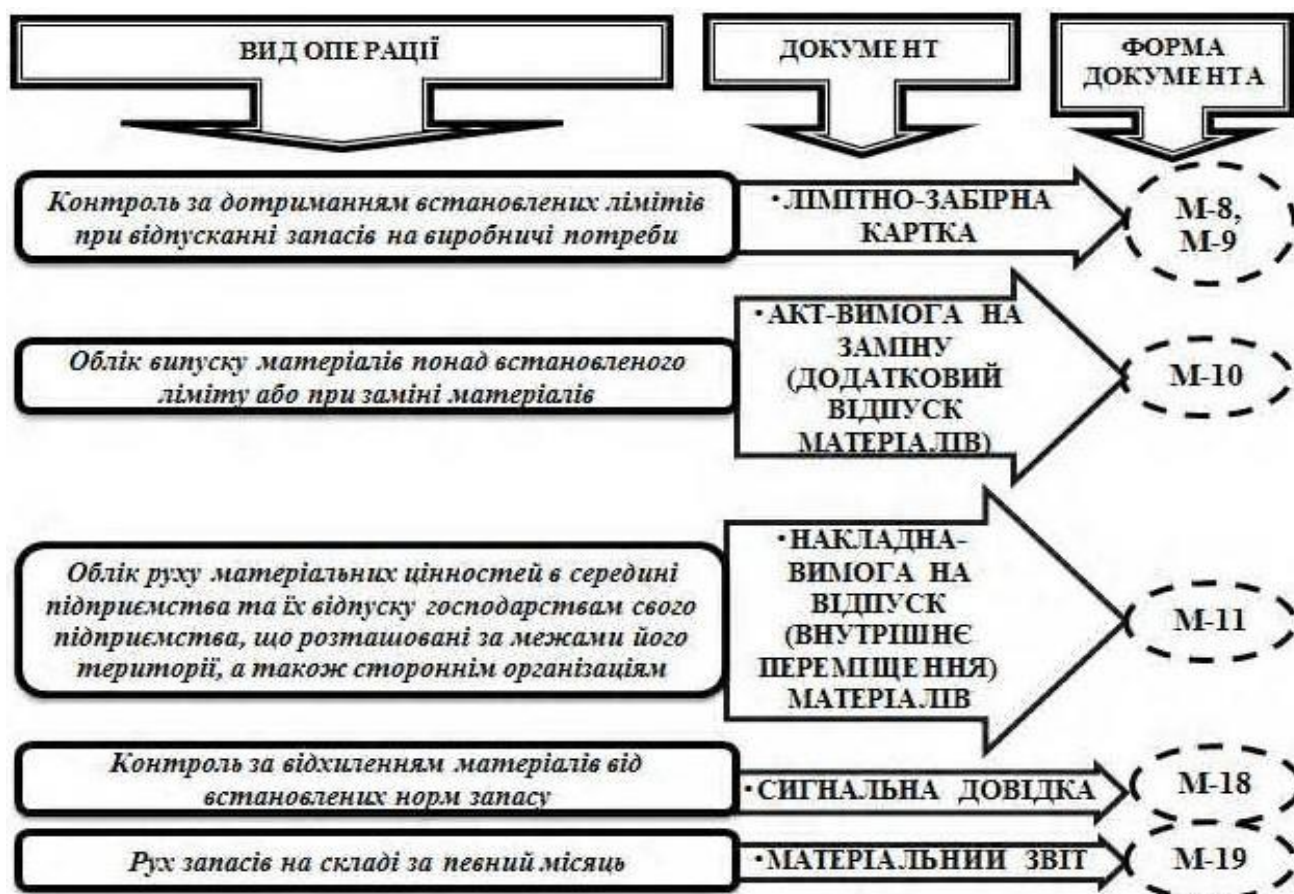 ВИД ОПЕРАЦІЇ
ДОКУМЕНТ
ФОРМА
ДОКУМЕНТА
Контроль за дотриманням встановлених лімітів
при відпусканні запасів на виробничі потреби
•ЛІМІТНО-ЗАБІРНА
КАРТКА
М-8,
М-9
Облік випуску матеріалів понад встановленого
ліміту або при заміні матеріалів
•АКТ-ВИМОГА НА
ЗАМІНУ
(ДОДАТКОВИЙ
ВІДПУСК
МАТЕРІАЛІВ)
М-10
Облік руху матеріальних цінностей в середині
підприємства та їх відпуску господарствам свого
підприємства, що розташовані за межами його
території, а також стороннім організаціям
•НАКЛАДНА-
ВИМОГА НА
ВІДПУСК
(ВНУТРІШНЄ
ПЕРЕМІЩЕННЯ)
МАТЕРІАЛІВ
М-11
Контроль за відхиленням матеріалів від
встановлених норм запасу
•СИГНАЛЬНА ДОВІДКА
М-18
Рух запасів на складі за певний місяць
•МАТЕРІАЛЬНИЙ ЗВІТ
М-19